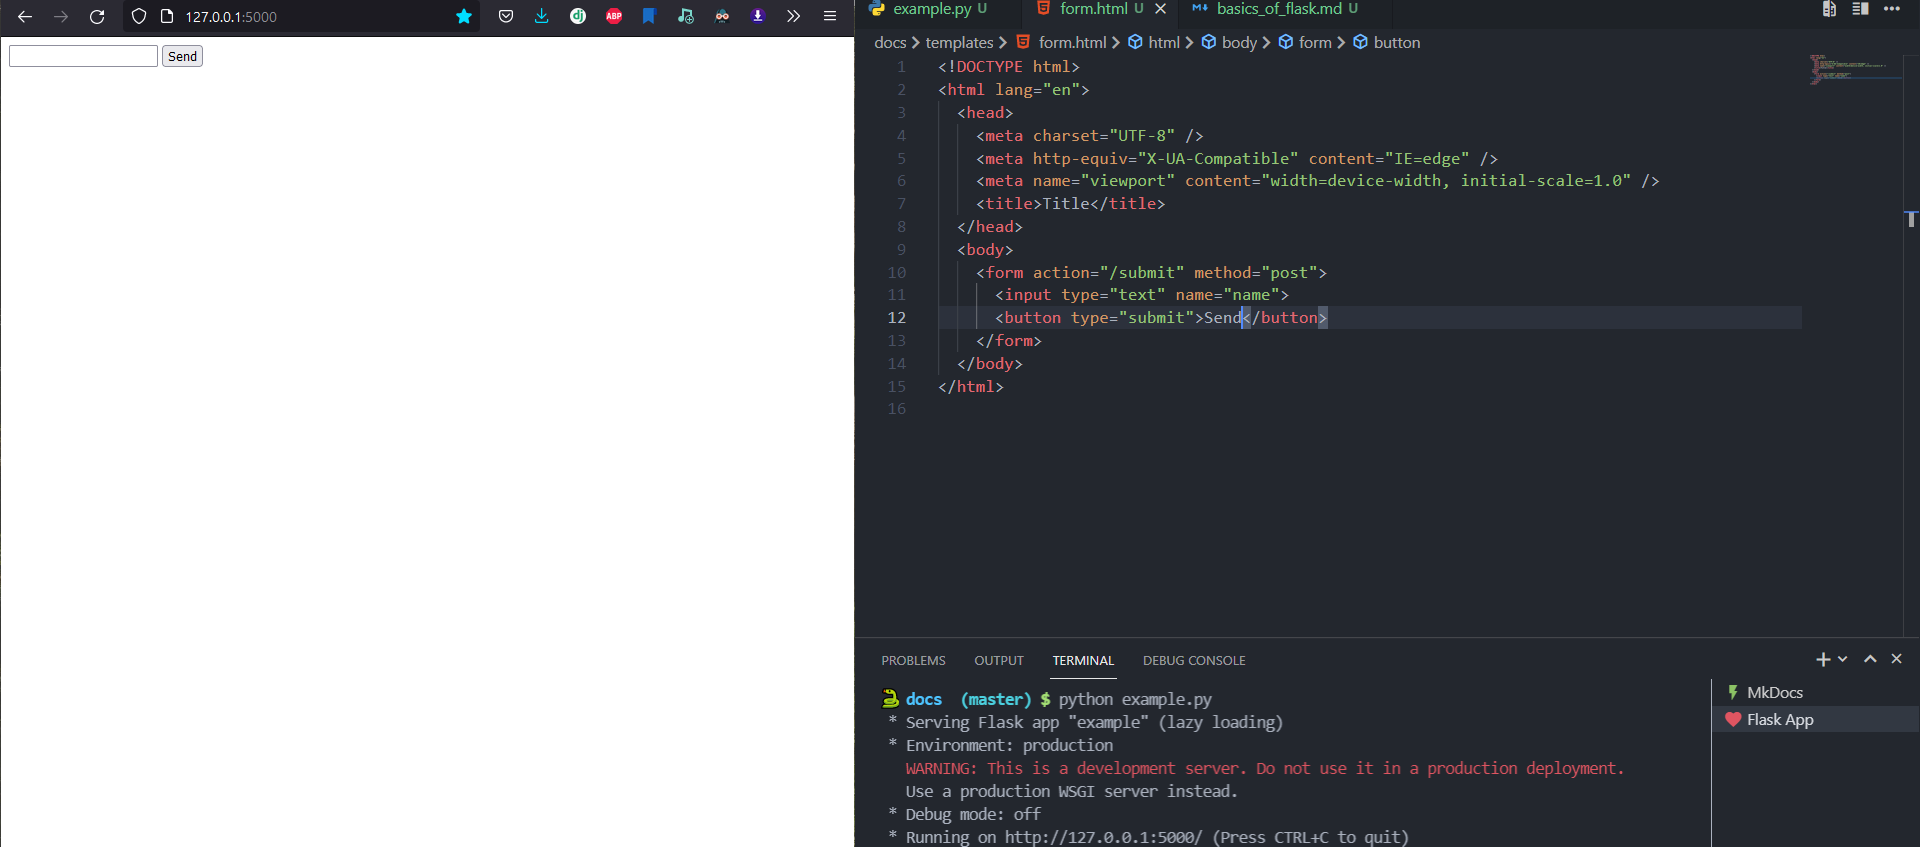 127.0.0.1:5000
dj
ABP
Send
example.py U
form.html U
basics_of_flask.md U
docs > templates > form.html > html > body > form > button
1 <!DOCTYPE html>
2 <html lang="en">
3 <head>
4 <meta charset="UTF-8" />
5 <meta http-equiv="X-UA-Compatible" content="IE=edge" />
6 <meta name="viewport" content="width=device-width, initial-scale=1.0" />
7 <title>Title</title>
8 </head>
9 <body>
10 <form action="/submit" method="post">
11 <input type="text" name="name">
12 <button type="submit">Send</button>
13 </form>
14 </body>
15 </html>
16
PROBLEMS OUTPUT TERMINAL DEBUG CONSOLE
docs (master) $ python example.py
* Serving Flask app "example" (lazy loading)
* Environment: production
WARNING: This is a development server. Do not use it in a production deployment.
Use a production WSGI server instead.
* Debug mode: off
* Running on http://127.0.0.1:5000/ (Press CTRL+C to quit)
MkDocs
Flask App